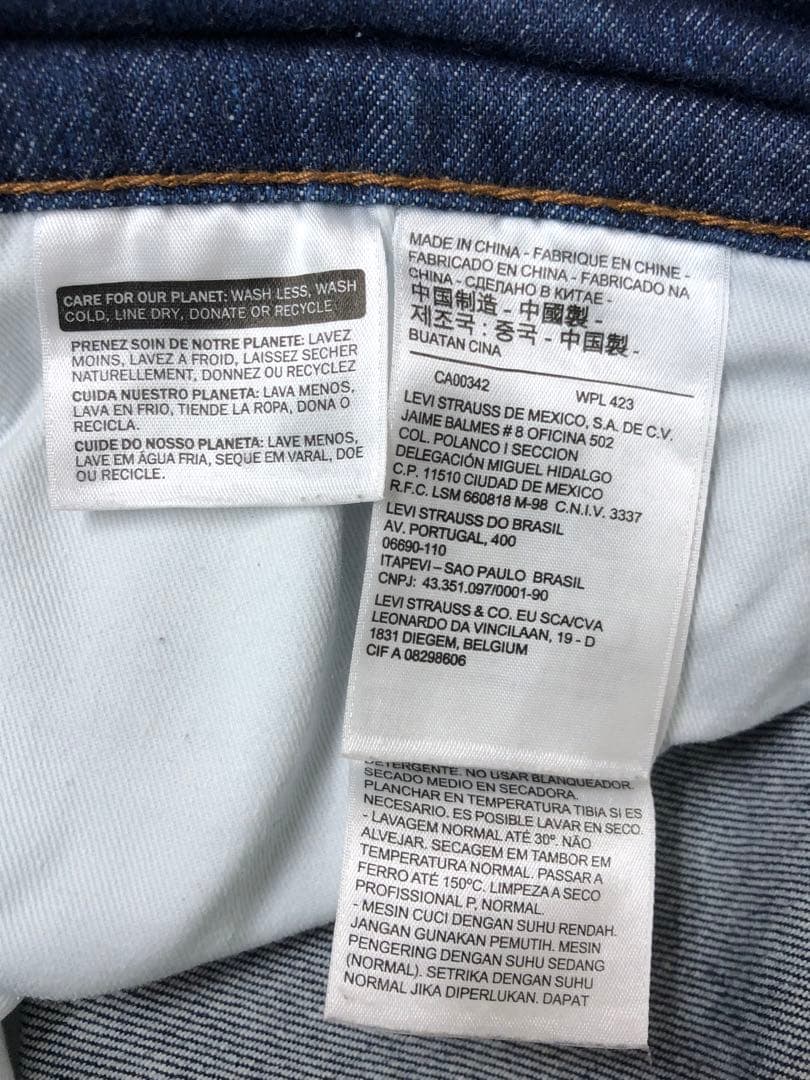 CARE FOR OUR PLANET: WASH LESS, WASH
COLD, LINE DRY, DONATE OR RECYCLE.
PRENEZ SOIN DE NOTRE PLANETE: LAVEZ
MOINS, LAVEZ A FROID, LAISSEZ SECHER
NATURELLEMENT, DONNEZ OU RECYCLEZ
CUIDA NUESTRO PLANETA: LAVA MENOS,
LAVA EN FRIO, TIENDE LA ROPA, DONA O
RECICLA.
CUIDE DO NOSSO PLANETA: LAVE MENOS,
LAVE EM ÁGUA FRIA, SEQUE EM VARAL, DOE
OU RECICLE.
MADE IN CHINA - FABRIQUE EN CHINE -
FABRICADO EN CHINA - FABRICADO NA
CHINA - СДЕЛАНО В КИТАЕ -
中国制造 - 中國製 -
제조국 : 중국 - 中国製 -
BUATAN CINA
CA00342 WPL 423
LEVI STRAUSS DE MEXICO, S.A. DE C.V.
JAIME BALMES # 8 OFICINA 502
COL. POLANCO I SECCION
DELEGACIÓN MIGUEL HIDALGO
C.P. 11510 CIUDAD DE MEXICO
R.F.C. LSM 660818 M-98 C.N.I.V. 3337
LEVI STRAUSS DO BRASIL
AV. PORTUGAL, 400
06690-110
ITAPEVI – SAO PAULO BRASIL
CNPJ: 43.351.097/0001-90
LEVI STRAUSS & CO. EU SCA/CVA
LEONARDO DA VINCILAAN, 19 - D
1831 DIEGEM, BELGIUM
CIF A 08298606
DETERGENTE. NO USAR BLANQUEADOR.
SECADO MEDIO EN SECADORA.
PLANCHAR EN TEMPERATURA TIBIA SI ES
NECESARIO. ES POSIBLE LAVAR EN SECO.
- LAVAGEM NORMAL ATÉ 30º. NÃO
ALVEJAR. SECAGEM EM TAMBOR EM
TEMPERATURA NORMAL. PASSAR A
FERRO ATÉ 150ºC. LIMPEZA A SECO
PROFISSIONAL P, NORMAL.
- MESIN CUCI DENGAN SUHU RENDAH.
JANGAN GUNAKAN PEMUTIH. MESIN
PENGERING DENGAN SUHU SEDANG
(NORMAL). SETRIKA DENGAN SUHU
NORMAL JIKA DIPERLUKAN. DAPAT